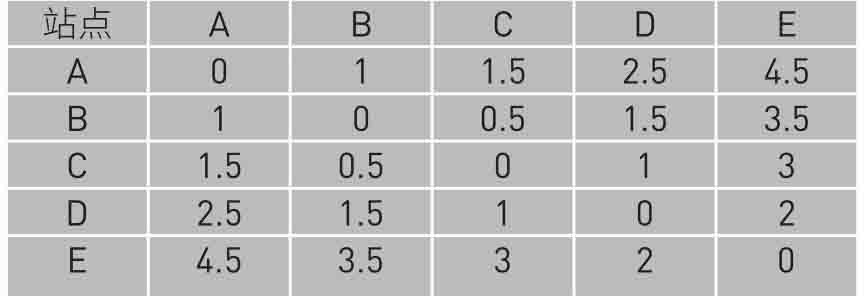 站点 A B C D E
A 0 1 1.5 2.5 4.5
B 1 0 0.5 1.5 3.5
C 1.5 0.5 0 1 3
D 2.5 1.5 1 0 2
E 4.5 3.5 3 2 0